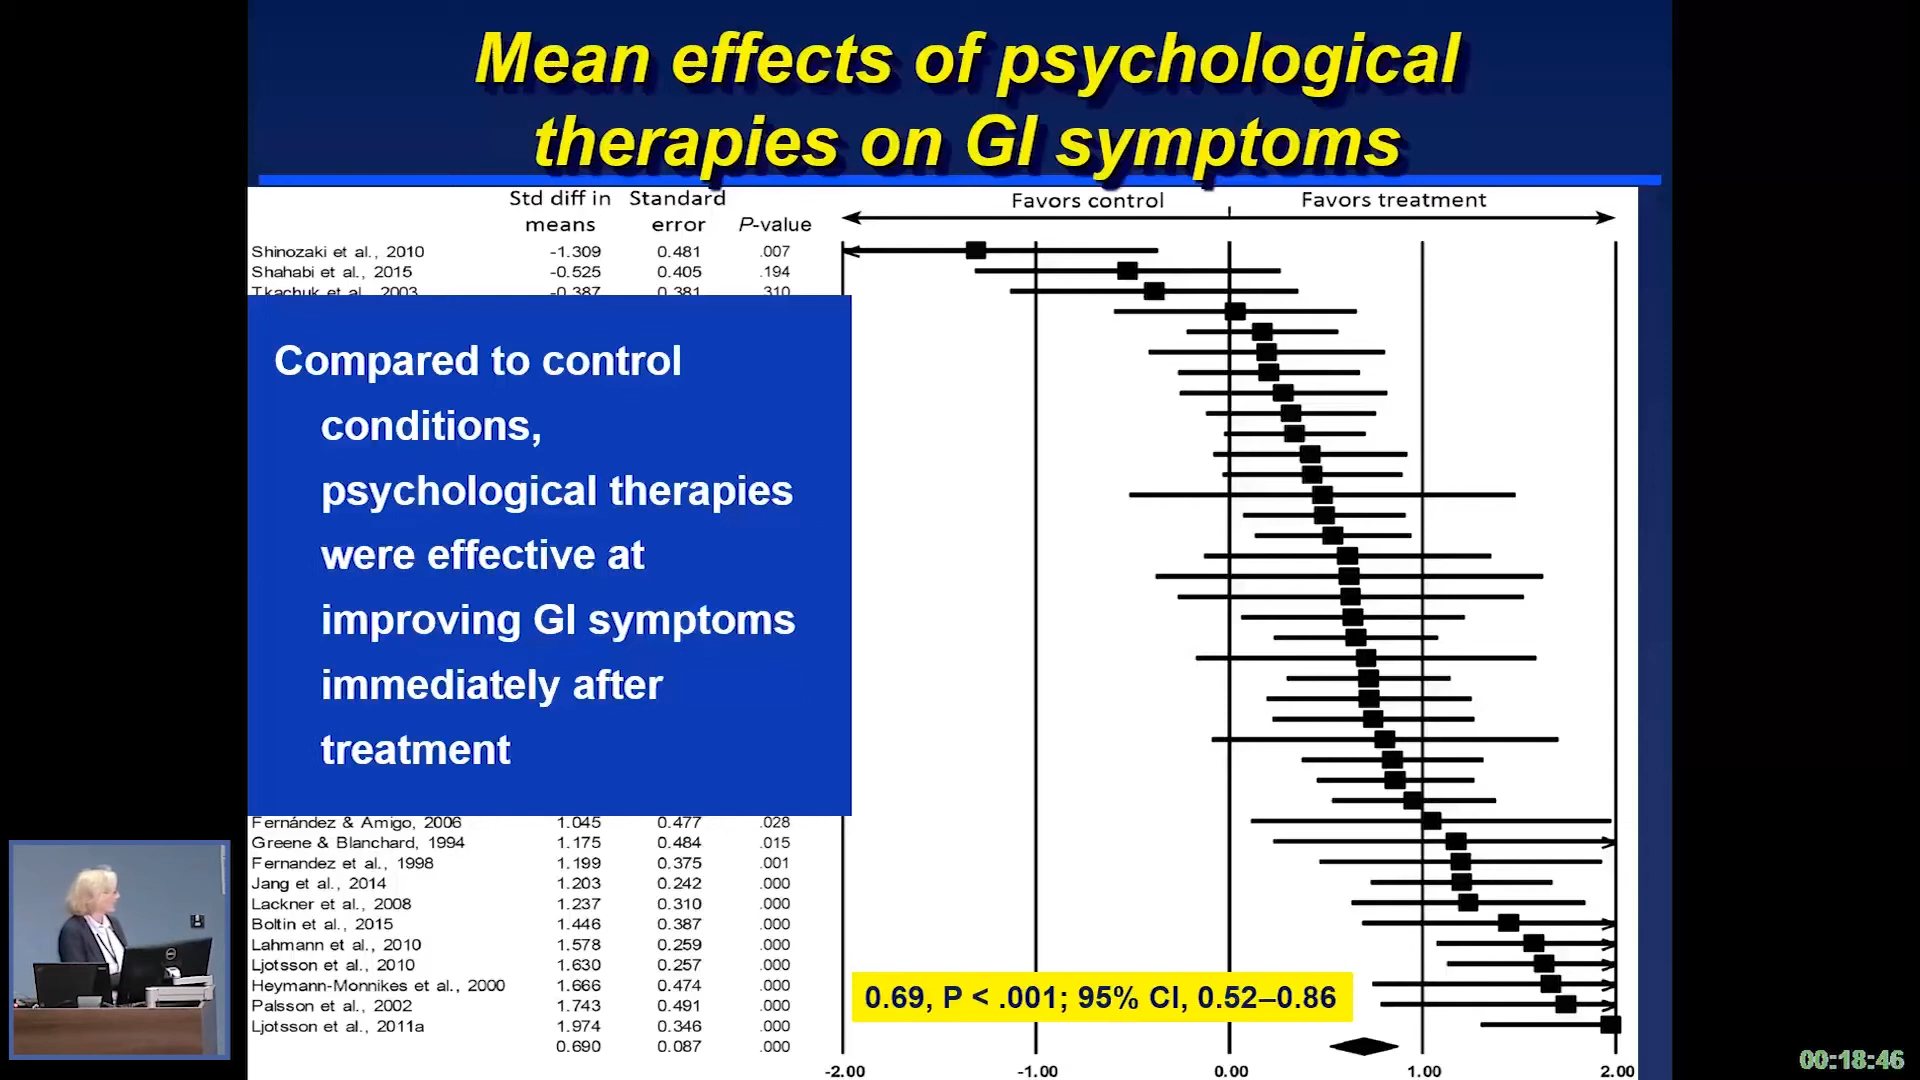 Mean effects of psychological
therapies on GI symptoms
Std diff in means Standard error P-value
Favors control Favors treatment
Shinozaki et al., 2010 -1.309 0.481 .007
Shahabi et al., 2015 -0.525 0.405 .194
Tkachuk et al. 2003 -0.387 0.381 .310
Compared to control
conditions,
psychological therapies
were effective at
improving GI symptoms
immediately after
treatment
Fernández & Amigo, 2006 1.045 0.477 .028
Greene & Blanchard, 1994 1.175 0.484 .015
Fernandez et al., 1998 1.199 0.375 .001
Jang et al., 2014 1.203 0.242 .000
Lackner et al., 2008 1.237 0.310 .000
Boltin et al., 2015 1.446 0.387 .000
Lahmann et al., 2010 1.578 0.259 .000
Ljotsson et al., 2010 1.630 0.257 .000
Heymann-Monnikes et al., 2000 1.666 0.474 .000
Palsson et al., 2002 1.743 0.491 .000
Ljotsson et al., 2011a 1.974 0.346 .000
0.690 0.087 .000
0.69, P < .001; 95% CI, 0.52–0.86
-2.00 -1.00 0.00 1.00 2.00
00:18:46